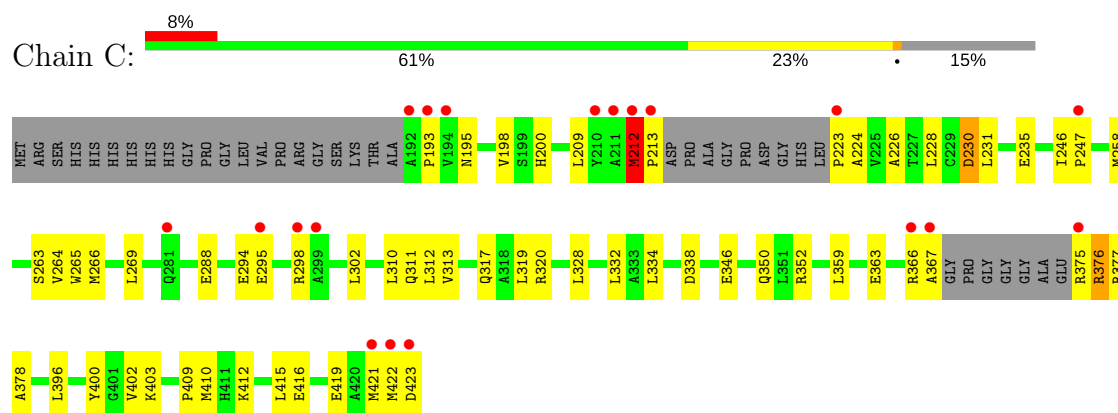 8%
Chain C:
61% 23% • 15%
MET ARG SER HIS HIS HIS HIS HIS HIS GLY PRO GLY LEU VAL PRO ARG GLY SER LYS THR ALA A192 P193 V194 N195 V198 S199 H200 L209 Y210 A211 M212 P213 ASP PRO ALA GLY PRO ASP GLY HIS LEU P223 A224 V225 A226 T227 L228 C229 D230 L231 E235 I246 P247 M258
S263 V264 W265 M266 L269 Q281 E288 E294 E295 R298 A299 L302 L310 Q311 L312 V313 Q317 A318 L319 R320 L328 L332 A333 L334 D338 E346 Q350 L351 R352 L359 E363 R366 A367 GLY PRO GLY GLY GLY ALA GLU R375 R376 R377
A378 L396 Y400 G401 V402 K403 P409 M410 H411 K412 L415 E416 E419 A420 M421 M422 D423